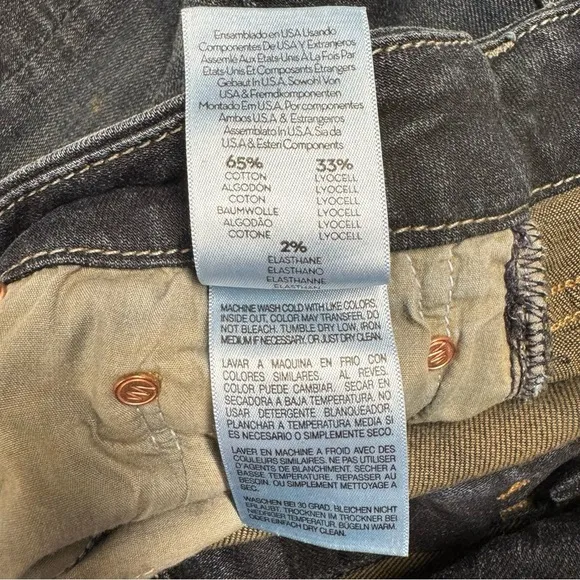 Ensamblado en USA Usando
Componentes De USA Y Extranjeros
Assemlé Aux Etats-Unis À La Fois Par
Etats-Unis Et Composants Étrangers
Gebaut In U.S.A. Sowohl Von
USA & Fremdkomponenten
Montado Em U.S.A. Por Componentes
Ambos U.S.A & Estrangeiros
Assemblato In U.S.A. Sia da
U.S.A & Esteri Components
65% 33%
COTTON LYOCELL
ALGODÓN LYOCELL
COTON LYOCELL
BAUMWOLLE LYOCELL
ALGODÃO LYOCELL
COTONE LYOCELL
2%
ELASTHANE
ELASTHANO
ELASTHANNE
MACHINE WASH COLD WITH LIKE COLORS,
INSIDE OUT, COLOR MAY TRANSFER, DO
NOT BLEACH. TUMBLE DRY LOW, IRON
MEDIUM IF NECESSARY, OR JUST DRY CLEAN.
LAVAR A MAQUINA EN FRIO CON
COLORES SIMILARES. AL REVES.
COLOR PUEDE CAMBIAR. SECAR EN
SECADORA A BAJA TEMPERATURA. NO
USAR DETERGENTE BLANQUEADOR,
PLANCHAR A TEMPERATURA MEDIA SI
ES NECESARIO O SIMPLEMENTE SECO.
LAVER EN MACHINE A FROID AVEC DES
COULEURS SIMILAIRES. NE PAS UTILISER
D'AGENTS DE BLANCHIMENT. SECHER A
BASSE TEMPERATURE, REPASSER AU
BESOIN, OU SIMPLEMENT METTOYAGE A
SEC.
WASCHEN BEI 30 GRAD, BLEICHEN NICHT
ERLAUBT, TROCKNEN IM TROCKNER BEI
NIEDRIGER TEMPERATUR, BÜGELN WARM
ODER EINFACH DRY CLEAN.